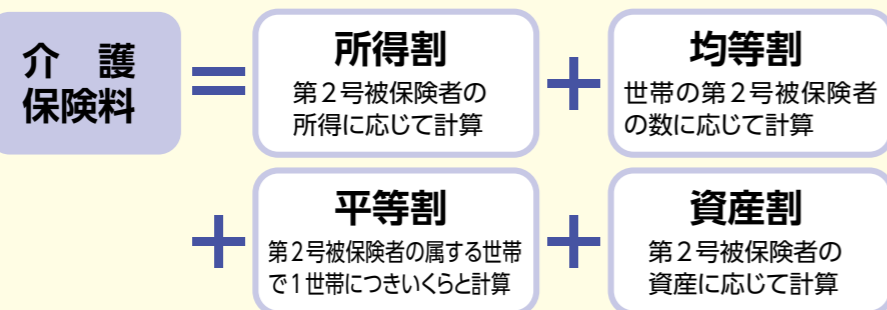 介　護
保険料
＝
所得割
第２号被保険者の
所得に応じて計算
＋
均等割
世帯の第２号被保険者
の数に応じて計算
＋
平等割
第２号被保険者の属する世帯
で１世帯につきいくらと計算
＋
資産割
第２号被保険者の
資産に応じて計算